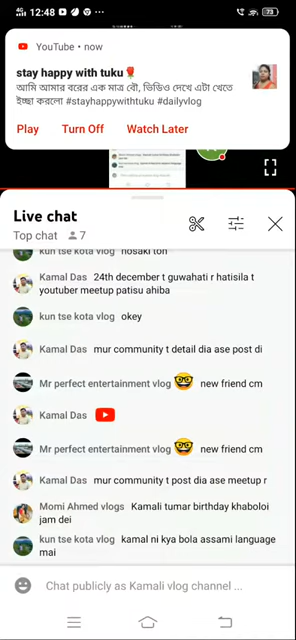 4G 12:48
73
YouTube • now
stay happy with tuku🌹
আমি আমার বরের এক মাত্র বৌ, ভিডিও দেখে এটা খেতে
ইচ্ছা করলো #stayhappywithtuku #dailyvlog
Play Turn Off Watch Later
Live chat
Top chat 7
kun tse kota vlog hosaki ton
Kamal Das 24th december t guwahati r hatisila t
youtuber meetup patisu ahiba
kun tse kota vlog okey
Kamal Das mur community t detail dia ase post di
Mr perfect entertainment vlog 🤓 new friend cm
Kamal Das
Mr perfect entertainment vlog 🤓 new friend cm
Kamal Das mur community t post dia ase meetup r
Momi Ahmed vlogs Kamali tumar birthday khaboloi
jam dei
kun tse kota vlog kamal ni kya bola assami language
mai
Chat publicly as Kamali vlog channel ...